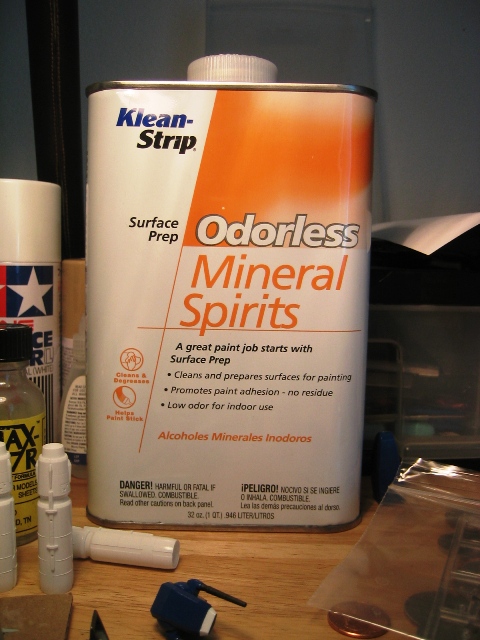 Klean-
Strip®
Surface
Prep
Odorless
Mineral
Spirits
A great paint job starts with
Surface Prep
• Cleans and prepares surfaces for painting
• Promotes paint adhesion - no residue
• Low odor for indoor use
Cleans &
Degreases
Helps
Paint Stick
Alcoholes Minerales Inodoros
DANGER! HARMFUL OR FATAL IF
SWALLOWED. COMBUSTIBLE.
Read other cautions on back panel.
¡PELIGRO! NOCIVO SI SE INGIERE
O INHALA. COMBUSTIBLE.
Lea las demás precauciones al dorso.
32 oz. (1 QT.) .946 LITER/LITROS